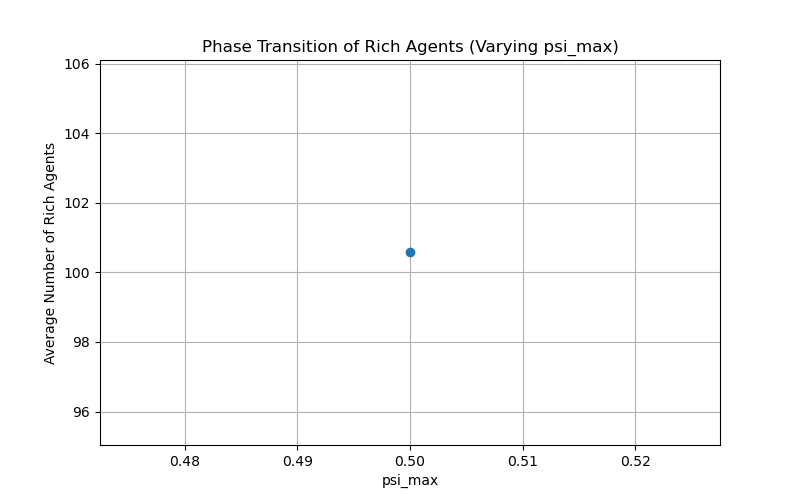 Phase Transition of Rich Agents (Varying psi_max)
106
104
102
100
98
96
Average Number of Rich Agents
0.48 0.49 0.50 0.51 0.52
psi_max